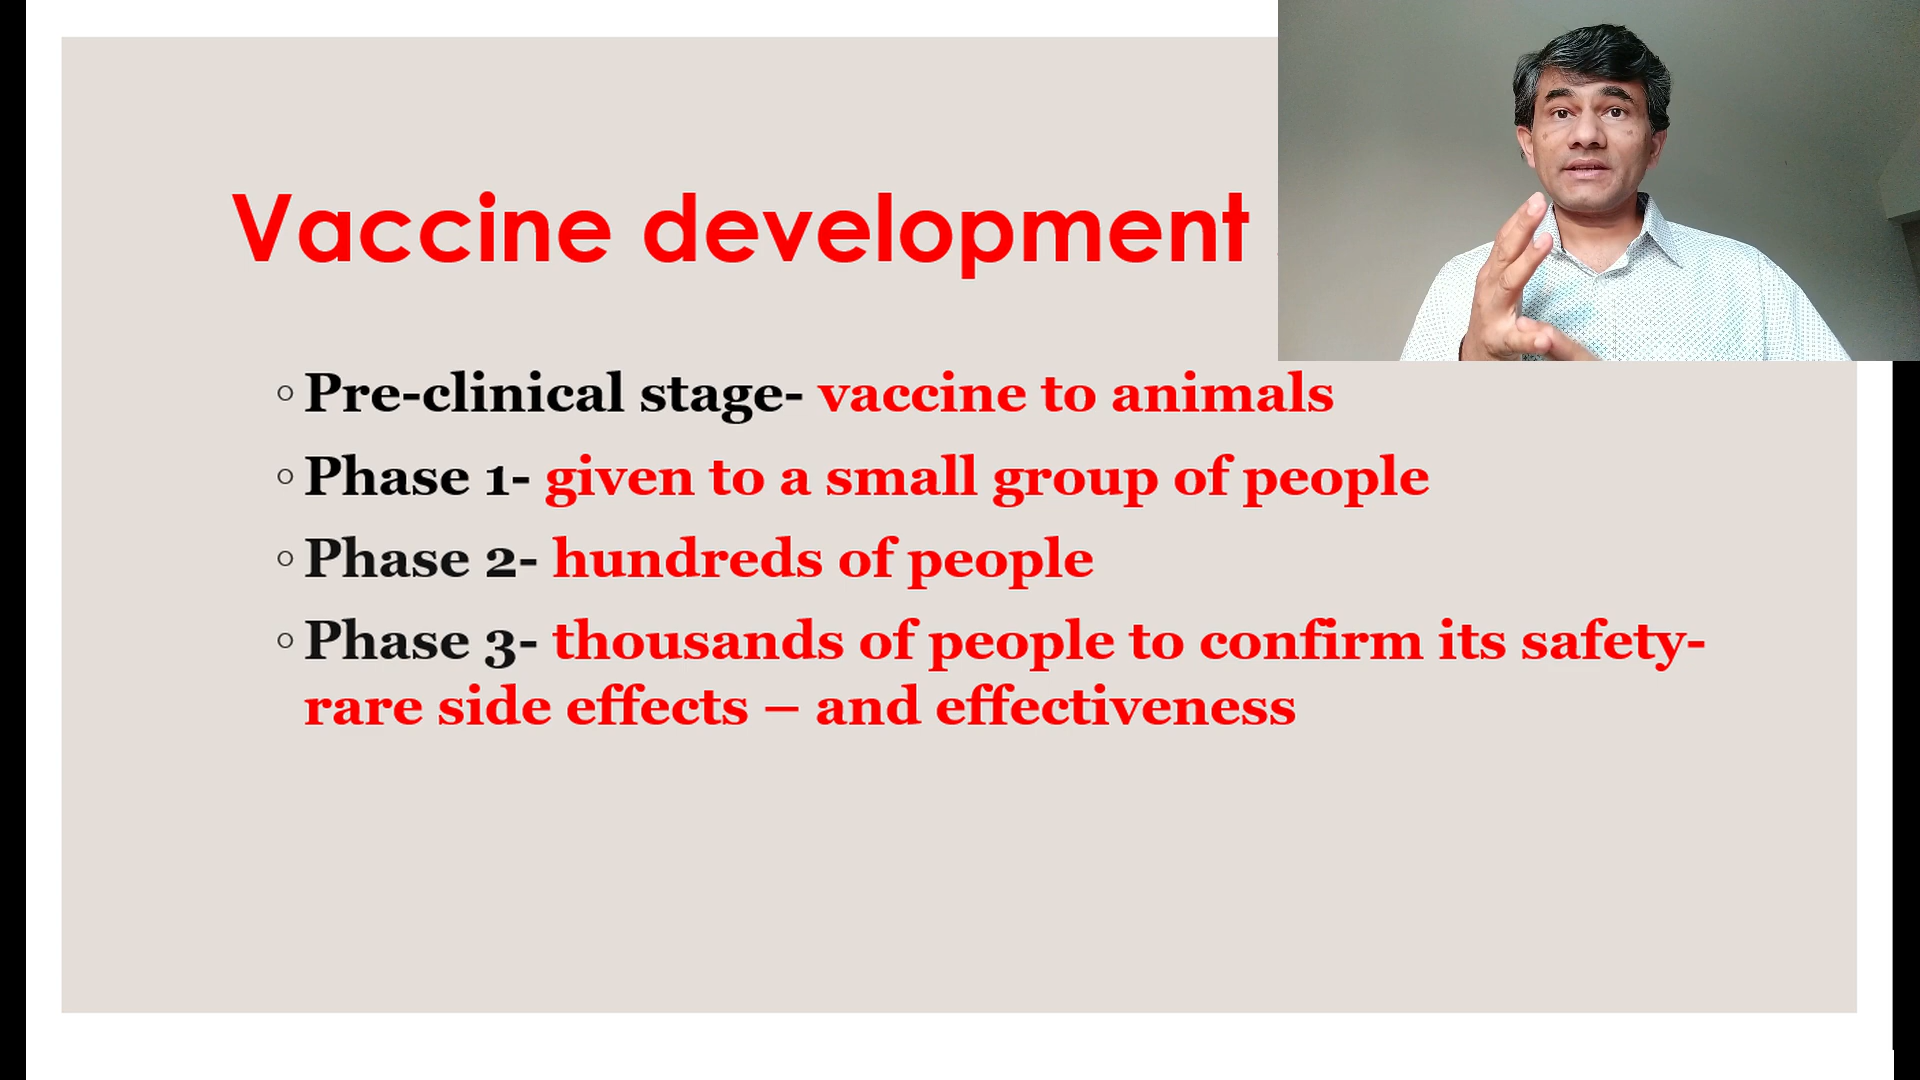 Vaccine development
◦ Pre-clinical stage- vaccine to animals
◦ Phase 1- given to a small group of people
◦ Phase 2- hundreds of people
◦ Phase 3- thousands of people to confirm its safety-
rare side effects – and effectiveness